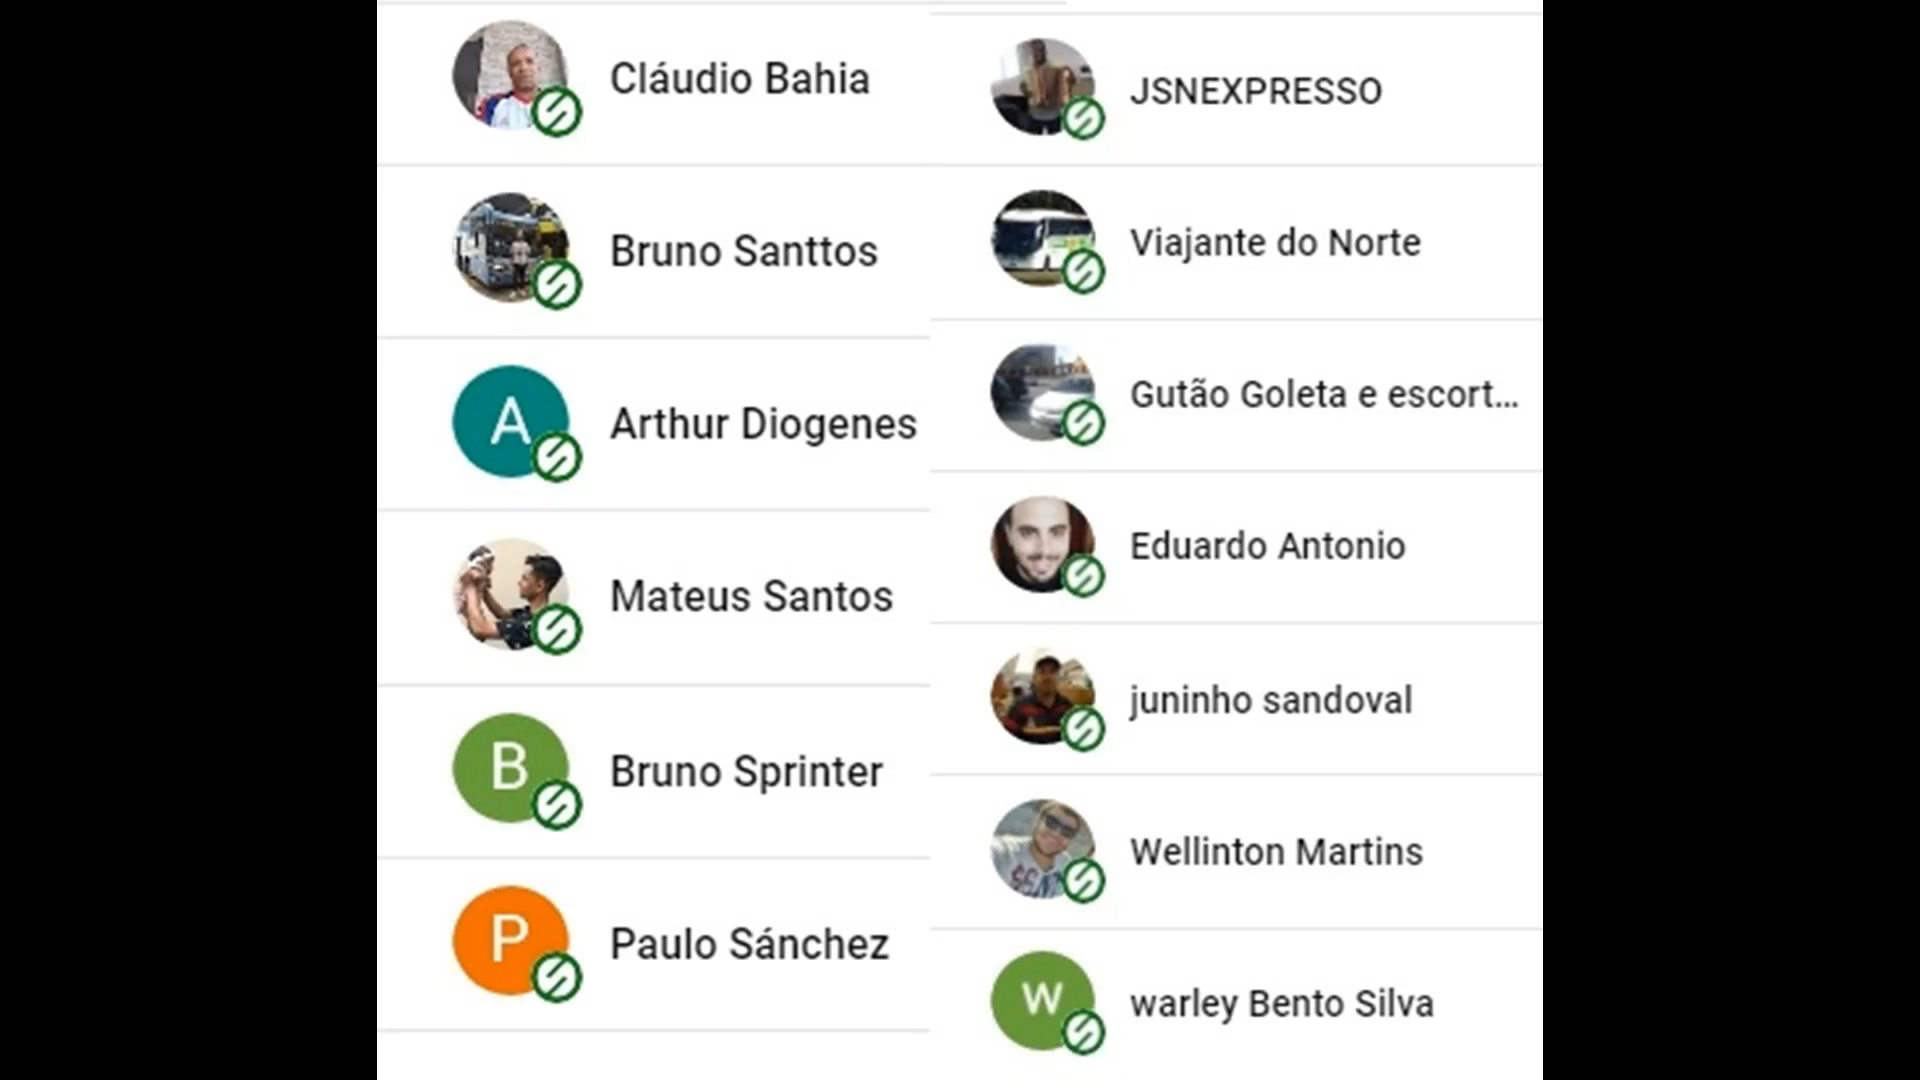 Cláudio Bahia
Bruno Santtos
A
Arthur Diogenes
Mateus Santos
B
Bruno Sprinter
P
Paulo Sánchez
JSNEXPRESSO
Viajante do Norte
Gutão Goleta e escort...
Eduardo Antonio
juninho sandoval
Wellinton Martins
w
warley Bento Silva